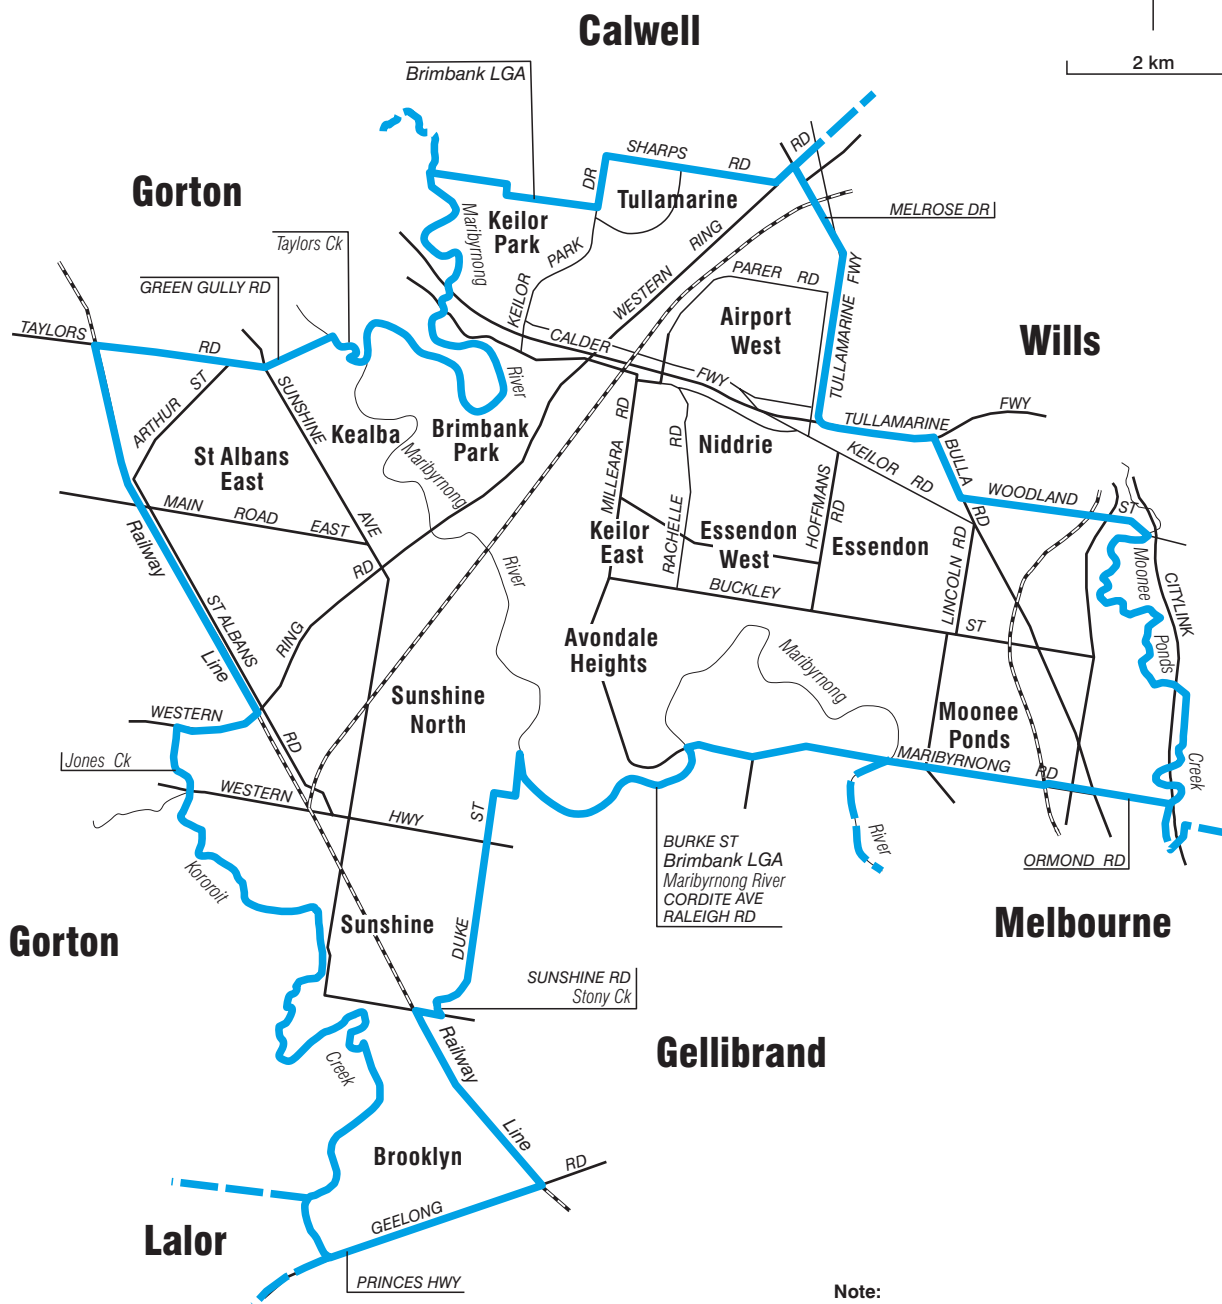 Calwell
2 km
Brimbank LGA
SHARPS RD
RD
DR
Tullamarine
Gorton
MELROSE DR
Keilor
Park
Maribyrnong
Taylors Ck
KEILOR PARK
WESTERN RING
PARER RD
TULLAMARINE FWY
GREEN GULLY RD
Airport
West
Wills
TAYLORS RD
CALDER FWY
River
ARTHUR ST
SUNSHINE AVE
Kealba
Brimbank
Park
Maribyrnong
River
St Albans
East
MILLEARA RD
RACHELLE RD
Niddrie
KEILOR RD
TULLAMARINE
FWY
BULLA RD
WOODLAND ST
MAIN ROAD EAST
HOFFMANS RD
Keilor
East
Essendon
West
Essendon
LINCOLN RD
Railway Line
RING RD
BUCKLEY ST
Moonee Ponds Creek
CITYLINK
ST ALBANS RD
Avondale
Heights
Maribyrnong
Sunshine
North
WESTERN
Moonee
Ponds
Jones Ck
MARIBYRNONG RD
WESTERN HWY
DUKE ST
River
BURKE ST
Brimbank LGA
Maribyrnong River
CORDITE AVE
RALEIGH RD
ORMOND RD
Kororoit
Sunshine
Melbourne
Gorton
SUNSHINE RD
Stony Ck
Gellibrand
Railway Line
Creek
Brooklyn
GEELONG RD
Lalor
PRINCES HWY
Note: